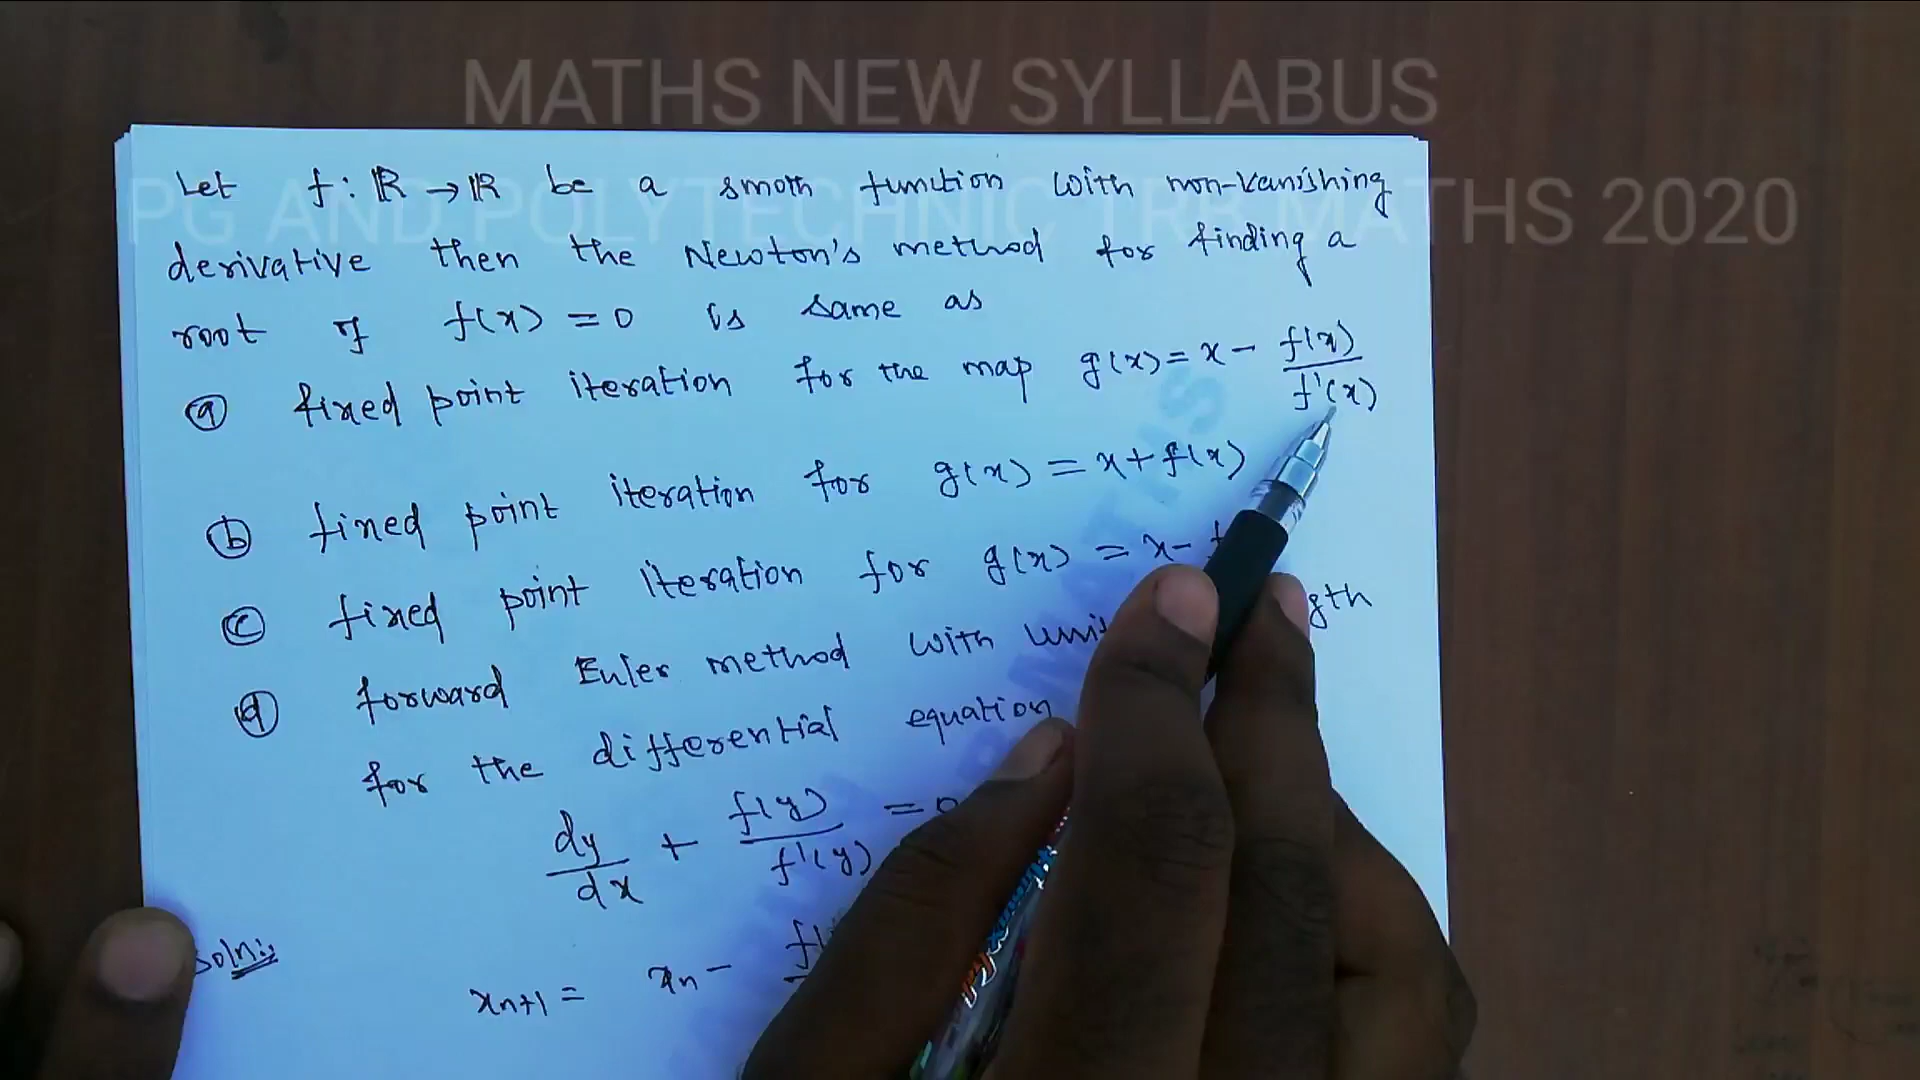 MATHS NEW SYLLABUS
PG AND POLYTECHNIC TRB MATHS 2020
Let f: ℝ → ℝ be a smoth function with non-vanishing
derivative then the Newton's method for finding a
root of f(x) = 0 is same as
(a) fixed point iteration for the map g(x) = x - f(x)/f'(x)
(b) fixed point iteration for g(x) = x + f(x)
(c) fixed point iteration for g(x) = x -
(d) forward Euler method with
for the differential equation
dy/dx + f(y)/f'(y) = 0
soln:
xn+1 = xn -